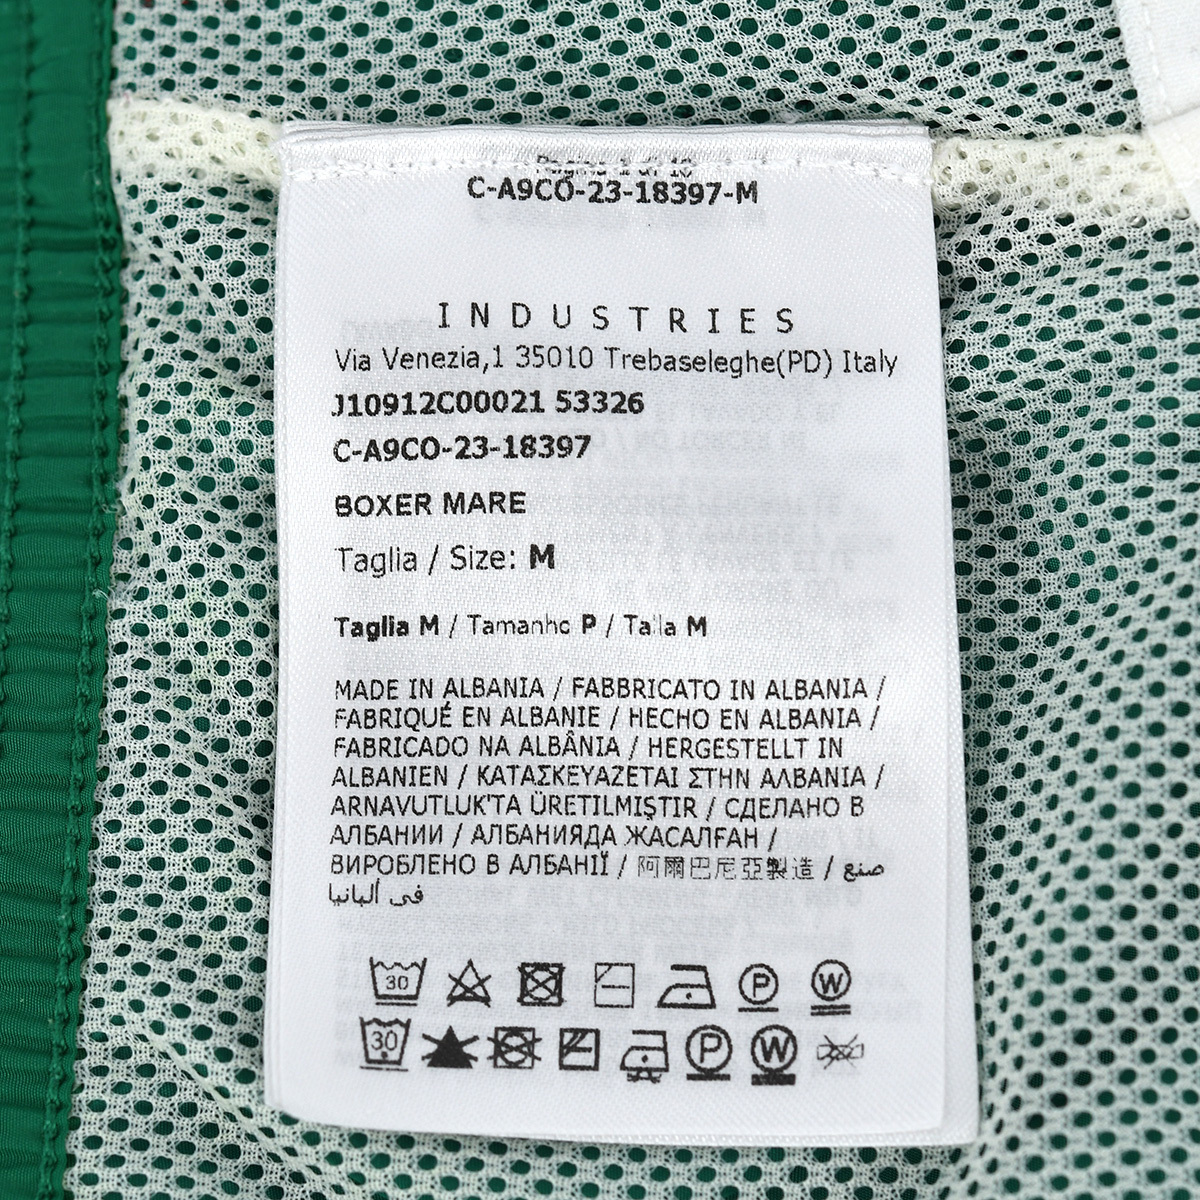 C-A9CO-23-18397-M
INDUSTRIES
Via Venezia,1 35010 Trebaseleghe(PD) Italy
J10912C00021 53326
C-A9CO-23-18397
BOXER MARE
Taglia / Size: M
Taglia M / Tamanho P / Talla M
MADE IN ALBANIA / FABBRICATO IN ALBANIA /
FABRIQUÉ EN ALBANIE / HECHO EN ALBANIA /
FABRICADO NA ALBÂNIA / HERGESTELLT IN
ALBANIEN / ΚΑΤΑΣΚΕΥΑΖΕΤΑΙ ΣΤΗΝ ΑΛΒΑΝΙΑ /
ARNAVUTLUK'TA ÜRETILMIŞTIR / СДЕЛАНО В
АЛБАНИИ / АЛБАНИЯДА ЖАСАЛҒАН /
ВИРОБЛЕНО В АЛБАНІЇ / 阿爾巴尼亞製造 / صنع
في ألبانيا
30 P W
30 P W